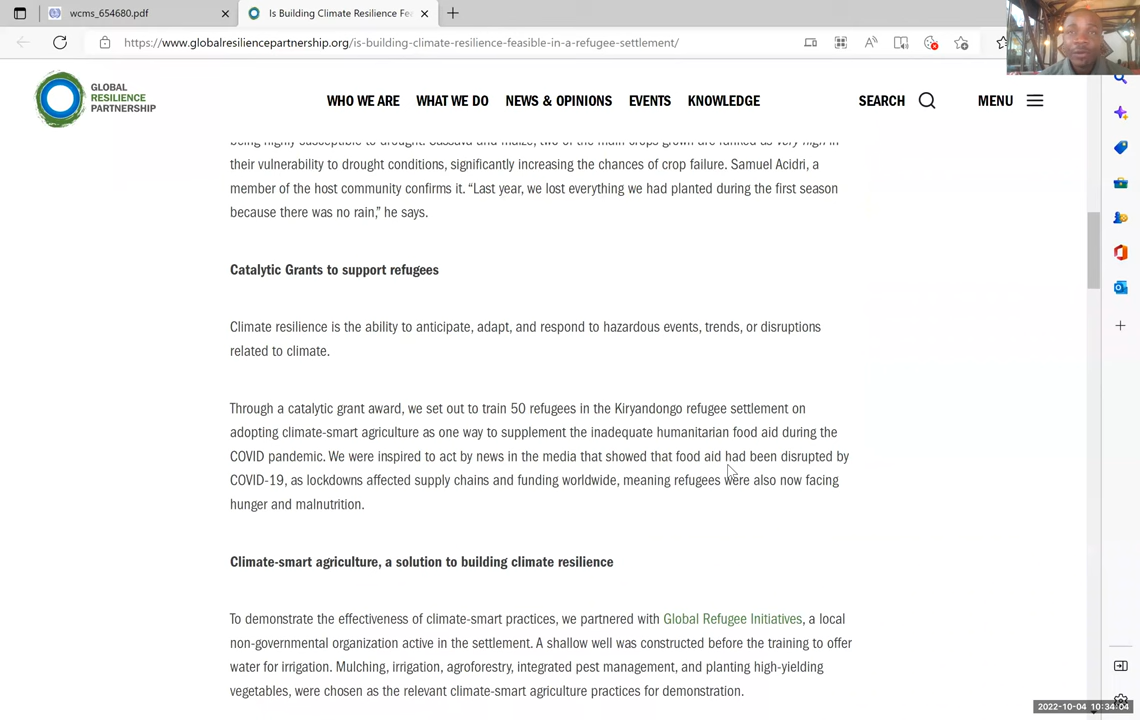 wcms_654680.pdf
Is Building Climate Resilience Fe
https://www.globalresiliencepartnership.org/is-building-climate-resilience-feasible-in-a-refugee-settlement/
GLOBAL
RESILIENCE
PARTNERSHIP
WHO WE ARE WHAT WE DO NEWS & OPINIONS EVENTS KNOWLEDGE SEARCH MENU
being highly susceptible to drought. Cassava and maize, two of the main crops grown are ranked as very high in
their vulnerability to drought conditions, significantly increasing the chances of crop failure. Samuel Acidri, a
member of the host community confirms it. “Last year, we lost everything we had planted during the first season
because there was no rain,” he says.
Catalytic Grants to support refugees
Climate resilience is the ability to anticipate, adapt, and respond to hazardous events, trends, or disruptions
related to climate.
Through a catalytic grant award, we set out to train 50 refugees in the Kiryandongo refugee settlement on
adopting climate-smart agriculture as one way to supplement the inadequate humanitarian food aid during the
COVID pandemic. We were inspired to act by news in the media that showed that food aid had been disrupted by
COVID-19, as lockdowns affected supply chains and funding worldwide, meaning refugees were also now facing
hunger and malnutrition.
Climate-smart agriculture, a solution to building climate resilience
To demonstrate the effectiveness of climate-smart practices, we partnered with Global Refugee Initiatives, a local
non-governmental organization active in the settlement. A shallow well was constructed before the training to offer
water for irrigation. Mulching, irrigation, agroforestry, integrated pest management, and planting high-yielding
vegetables, were chosen as the relevant climate-smart agriculture practices for demonstration.
2022-10-04 10:34:04